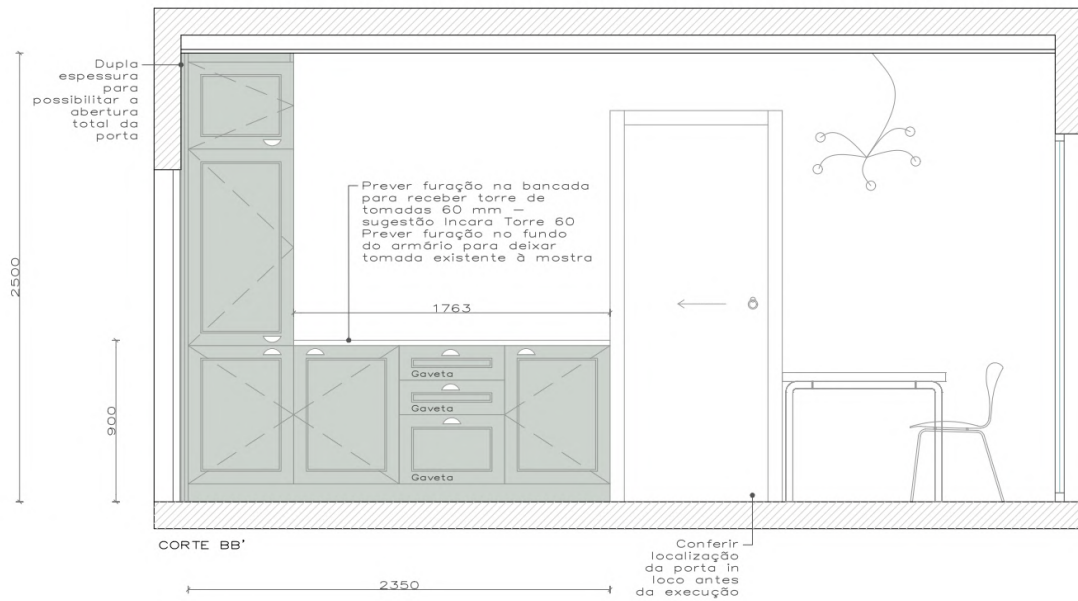 Dupla
espessura
para
possibilitar a
abertura
total da
porta
Prever furação na bancada
para receber torre de
tomadas 60 mm –
sugestão Incara Torre 60
Prever furação no fundo
do armário para deixar
tomada existente à mostra
2500
1763
900
Gaveta
Gaveta
Gaveta
CORTE BB'
Conferir
localização
da porta in
loco antes
da execução
2350